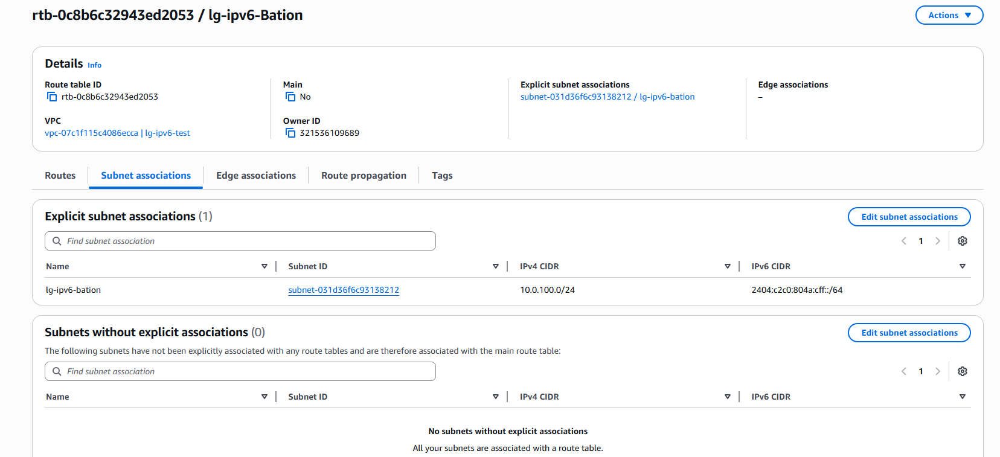 rtb-0c8b6c32943ed2053 / lg-ipv6-Bation
Actions
Details Info
Route table ID
rtb-0c8b6c32943ed2053
Main
No
Explicit subnet associations
subnet-031d36f6c93138212 / lg-ipv6-bation
Edge associations
–
VPC
vpc-07c1f115c4086ecca | lg-ipv6-test
Owner ID
321536109689
Routes Subnet associations Edge associations Route propagation Tags
Explicit subnet associations (1)
Edit subnet associations
Find subnet association
1
Name Subnet ID IPv4 CIDR IPv6 CIDR
lg-ipv6-bation subnet-031d36f6c93138212 10.0.100.0/24 2404:c2c0:804a:cff::/64
Subnets without explicit associations (0)
Edit subnet associations
The following subnets have not been explicitly associated with any route tables and are therefore associated with the main route table:
Find subnet association
1
Name Subnet ID IPv4 CIDR IPv6 CIDR
No subnets without explicit associations
All your subnets are associated with a route table.